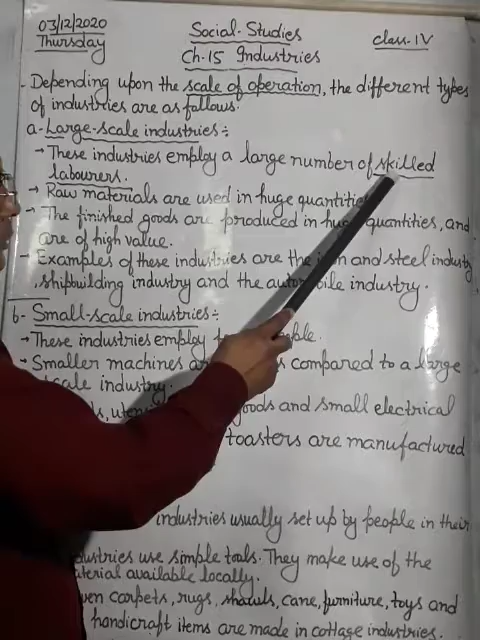 03/12/2020 Social-Studies
Thursday Class-IV
Ch-15 Industries
- Depending upon the scale of operation, the different types
of industries are as follows:
a- Large-scale industries:-
→ These industries employ a large number of skilled
labourers.
→ Raw materials are used in huge
→ The finished goods are produced in quantities, and
are of high value.
→ Examples of these industries are the and steel industry
, shipbuilding industry and the industry.
b- Small-scale industries:-
→ These industries employ
→ Smaller machines compared to a large
scale industry.
goods and small electrical
toasters are manufactured
industries usually set up by people in their
use simple tools. They make use of the
available locally.
carpets, rugs, shawls, cane, furniture, toys and
handicraft items are made in cottage industries.